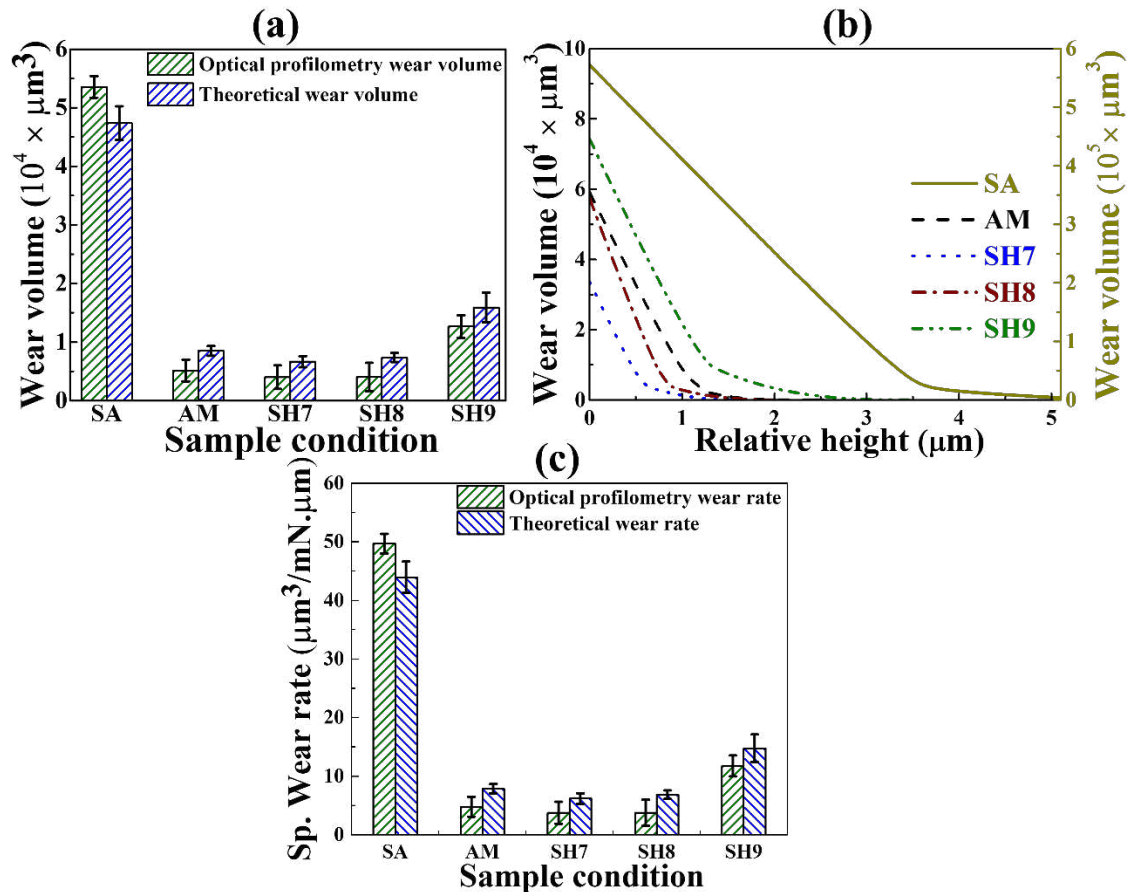 (a)
Wear volume (10⁴ × μm³)
6
5
4
3
2
1
0
Optical profilometry wear volume
Theoretical wear volume
SA AM SH7 SH8 SH9
Sample condition
(b)
Wear volume (10⁴ × μm³)
10
8
6
4
2
0
SA
AM
SH7
SH8
SH9
0 1 2 3 4 5
Relative height (μm)
6
5
4
3
2
1
0
Wear volume (10⁵ × μm³)
(c)
Sp. Wear rate (μm³/mN.μm)
60
50
40
30
20
10
0
Optical profilometry wear rate
Theoretical wear rate
SA AM SH7 SH8 SH9
Sample condition